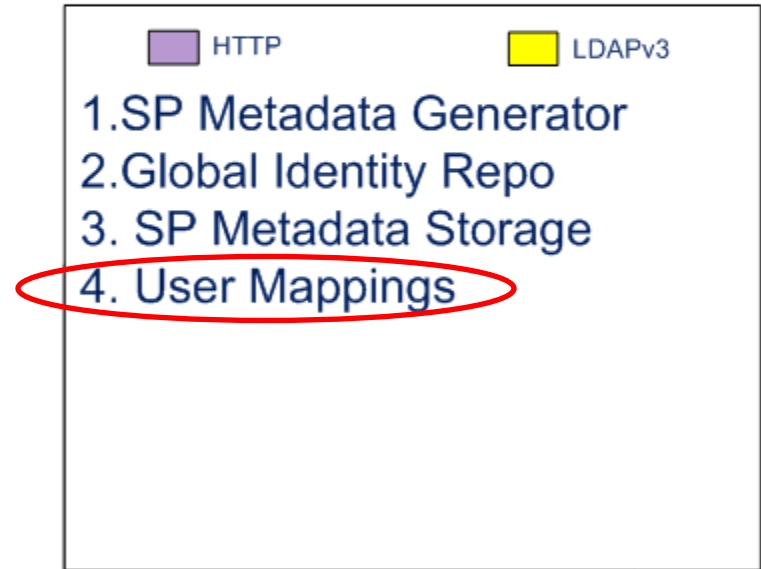 HTTP LDAPv3
1.SP Metadata Generator
2.Global Identity Repo
3. SP Metadata Storage
4. User Mappings